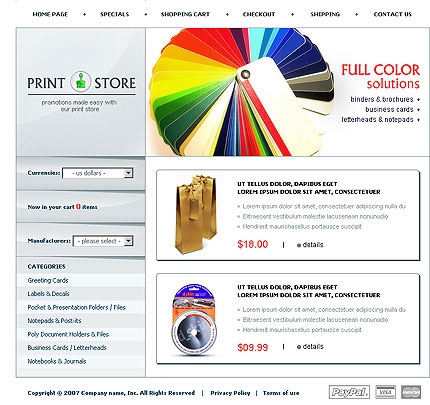 HOME PAGE + SPECIALS + SHOPPING CART + CHECKOUT + SHIPPING + CONTACT US
PRINT STORE
promotions made easy with
our print store
FULL COLOR
solutions
binders & brochures +
business cards +
letterheads & notepads +
Currencies: - us dollars -
Now in your cart 0 items
Manufacturers: - please select -
CATEGORIES
Greeting Cards
Labels & Decals
Pocket & Presentation Folders / Files
Notepads & Post-its
Poly Document Holders & Files
Business Cards / Letterheads
Notebooks & Journals
UT TELLUS DOLOR, DAPIBUS EGET
LOREM IPSUM DOLOR SIT AMET, CONSECTETUER
Lorem ipsum dolor sit amet, consectetuer adipiscing nulla du
Elitraesent vestibulum molestie lacusenean nonunudio
Hendrerit maurishasellus poscurpiscing suscipit
$18.00 | details
UT TELLUS DOLOR, DAPIBUS EGET
LOREM IPSUM DOLOR SIT AMET, CONSECTETUER
Lorem ipsum dolor sit amet, consectetuer adipiscing nulla du
Elitraesent vestibulum molestie lacusenean nonunudio
Hendrerit maurishasellus poscurpiscing suscipit
$09.99 | details
Copyright © 2007 Company name, Inc. All Rights Reserved | Privacy Policy | Terms of use
PayPal VISA